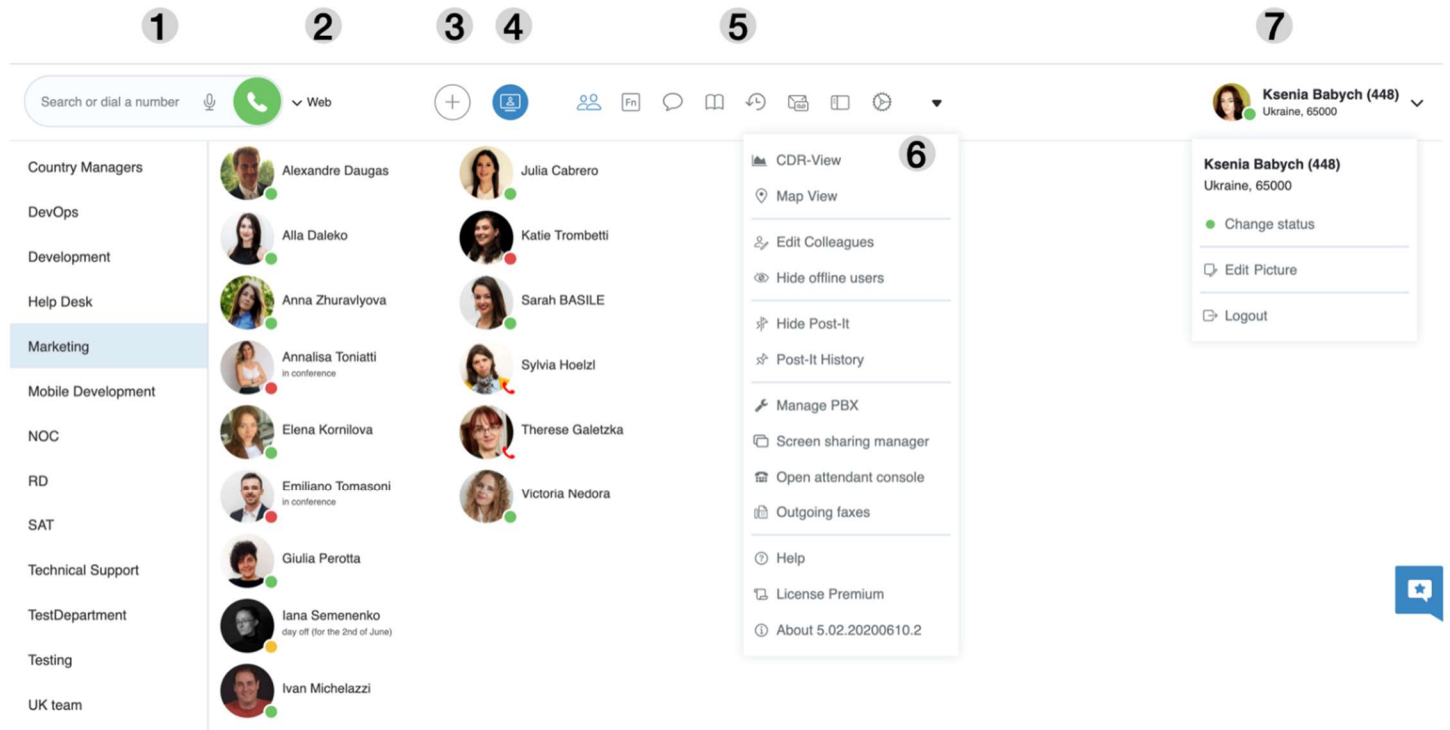 1 2 3 4 5 7
Search or dial a number
Web
Fn
Ksenia Babych (448)
Ukraine, 65000
Country Managers
DevOps
Development
Help Desk
Marketing
Mobile Development
NOC
RD
SAT
Technical Support
TestDepartment
Testing
UK team
Alexandre Daugas
Alla Daleko
Anna Zhuravlyova
Annalisa Toniatti
in conference
Elena Kornilova
Emiliano Tomasoni
in conference
Giulia Perotta
Iana Semenenko
day off (for the 2nd of June)
Ivan Michelazzi
Julia Cabrero
Katie Trombetti
Sarah BASILE
Sylvia Hoelzl
Therese Galetzka
Victoria Nedora
6
CDR-View
Map View
Edit Colleagues
Hide offline users
Hide Post-It
Post-It History
Manage PBX
Screen sharing manager
Open attendant console
Outgoing faxes
Help
License Premium
About 5.02.20200610.2
Ksenia Babych (448)
Ukraine, 65000
Change status
Edit Picture
Logout